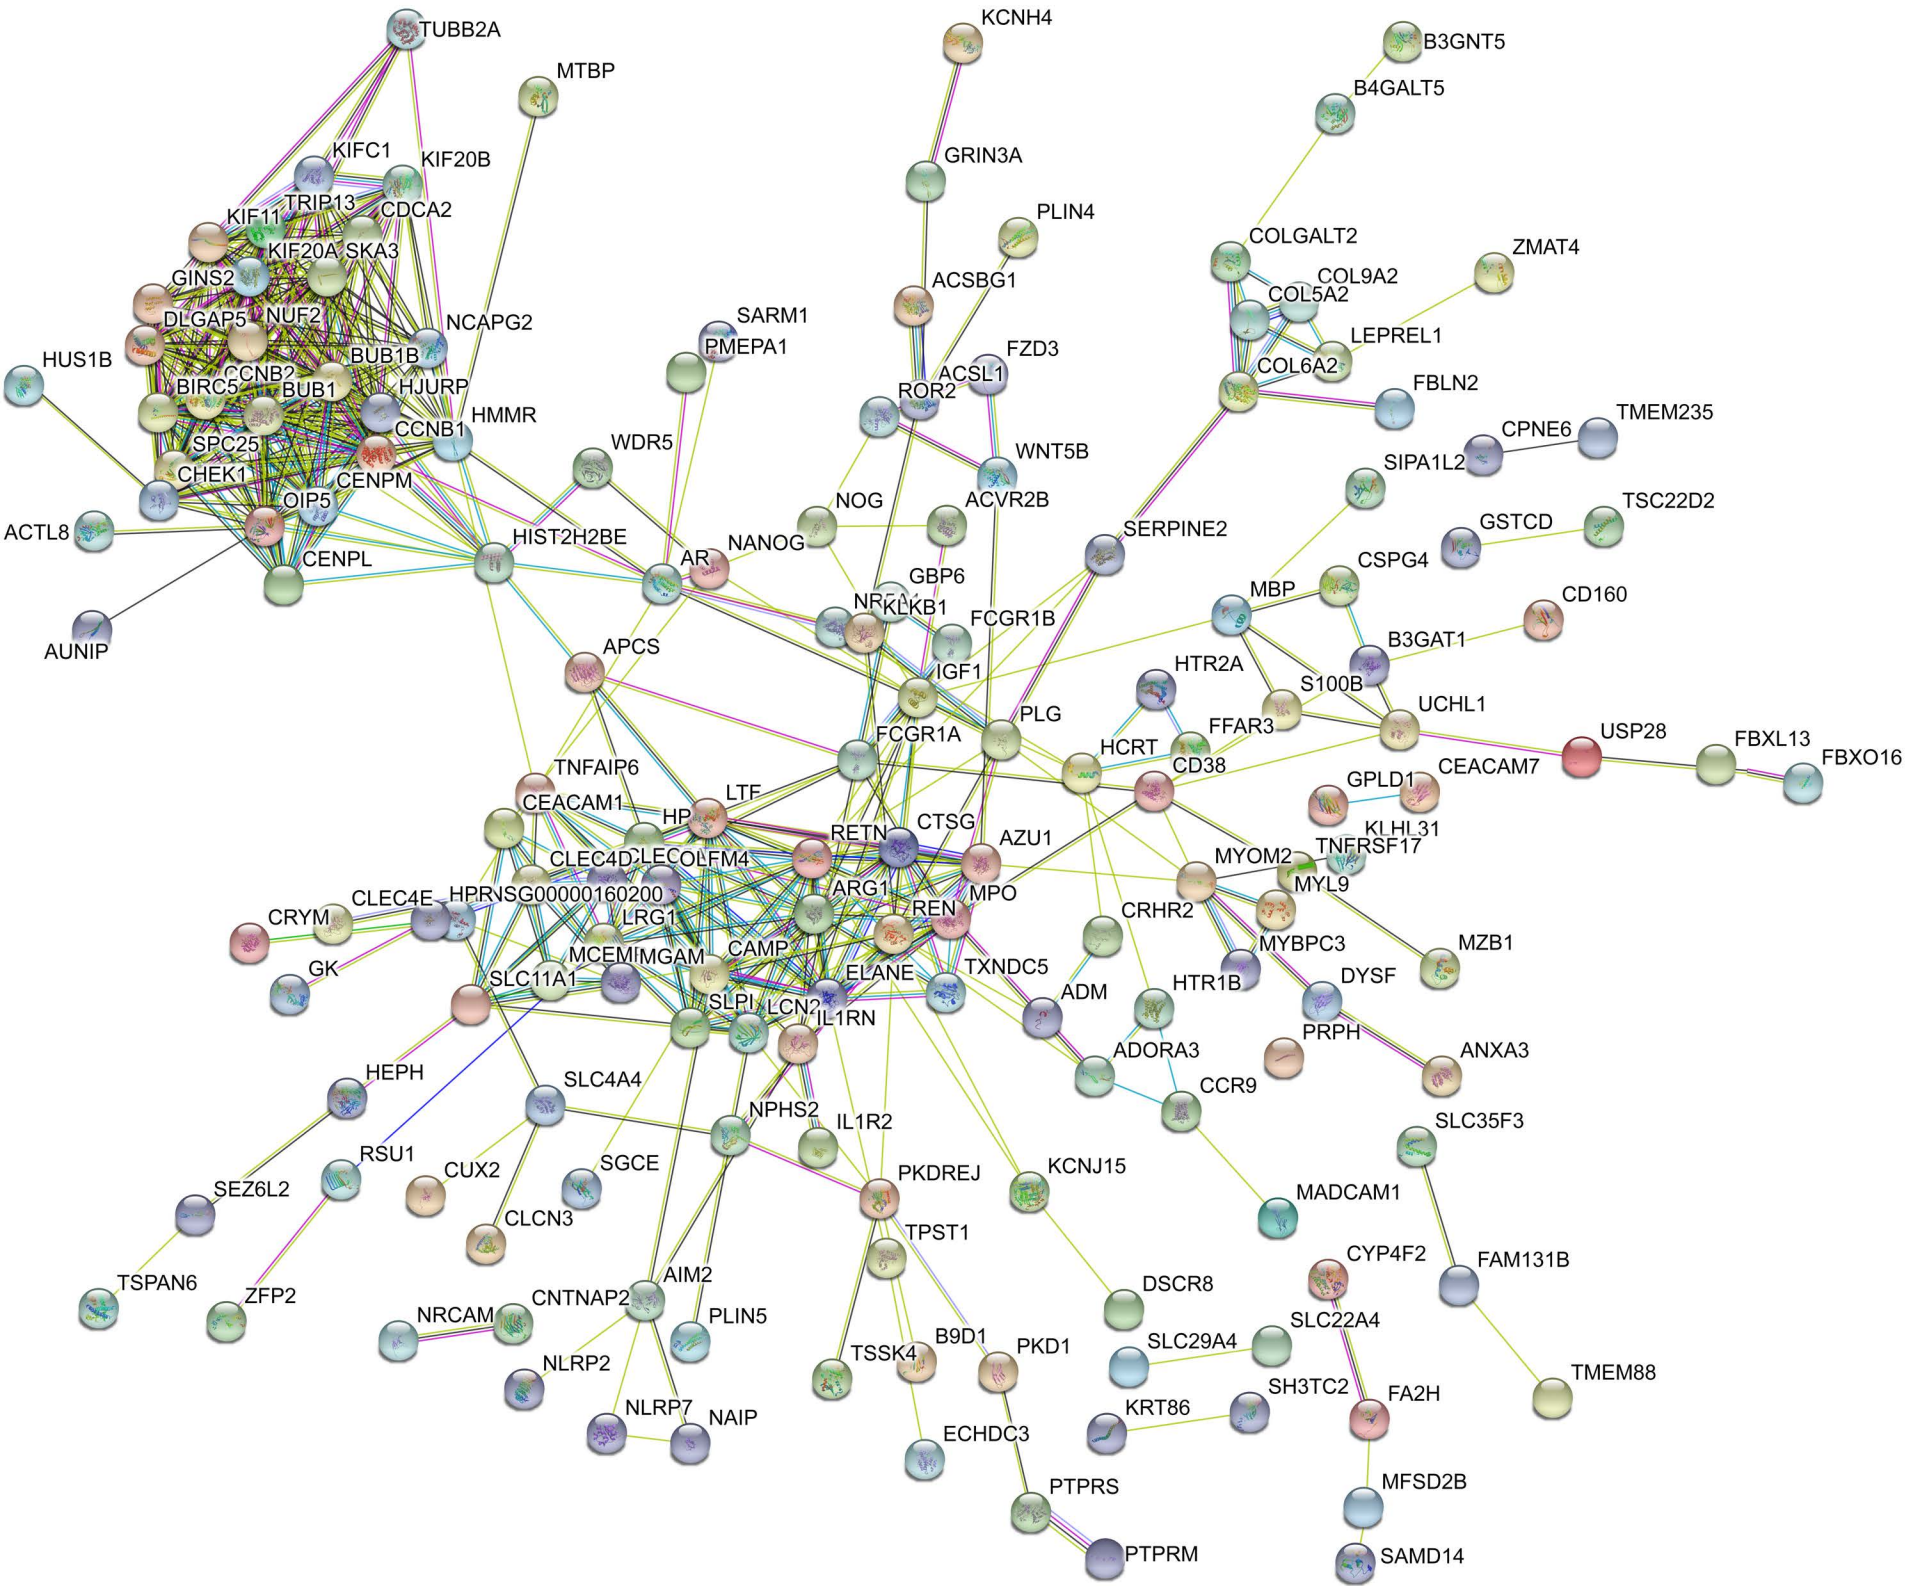 TUBB2A
KCNH4
B3GNT5
MTBP
B4GALT5
KIFC1
KIF20B
GRIN3A
TRIP13
CDCA2
KIF11
PLIN4
COLGALT2
ZMAT4
KIF20A
SKA3
GINS2
ACSBG1
COL9A2
COL5A2
DLGAP5
NUF2
NCAPG2
SARM1
LEPREL1
PMEPA1
FZD3
HUS1B
BUB1B
CCNB2
ACSL1
COL6A2
BIRC5
BUB1
HJURP
ROR2
FBLN2
HMMR
TMEM235
CCNB1
CPNE6
SPC25
WDR5
WNT5B
CHEK1
CENPM
SIPA1L2
OIP5
NOG
ACVR2B
TSC22D2
ACTL8
HIST2H2BE
SERPINE2
GSTCD
CENPL
AR
NANOG
CSPG4
GBP6
MBP
CD160
KLKB1
FCGR1B
AUNIP
APCS
B3GAT1
IGF1
HTR2A
S100B
UCHL1
PLG
FFAR3
USP28
FCGR1A
HCRT
FBXL13
FBXO16
TNFAIP6
CD38
GPLD1
CEACAM7
LTF
CEACAM1
HP
CTSG
RETN
AZU1
KLHL31
TNFRSF17
CLEC4D
OLFM4
MYOM2
ARG1
MYL9
CLEC4E
MPO
CRYM
LRG1
REN
CRHR2
MYBPC3
MZB1
CAMP
MGAM
GK
SLC11A1
ELANE
TXNDC5
HTR1B
DYSF
ADM
SLPI
LCN2
IL1RN
PRPH
ADORA3
ANXA3
HEPH
SLC4A4
CCR9
NPHS2
IL1R2
SLC35F3
RSU1
CUX2
SGCE
PKDREJ
KCNJ15
SEZ6L2
MADCAM1
CLCN3
TPST1
CYP4F2
FAM131B
TSPAN6
ZFP2
AIM2
DSCR8
CNTNAP2
NRCAM
PLIN5
SLC22A4
B9D1
PKD1
SLC29A4
NLRP2
TSSK4
TMEM88
SH3TC2
FA2H
NLRP7
NAIP
KRT86
ECHDC3
MFSD2B
PTPRS
PTPRM
SAMD14